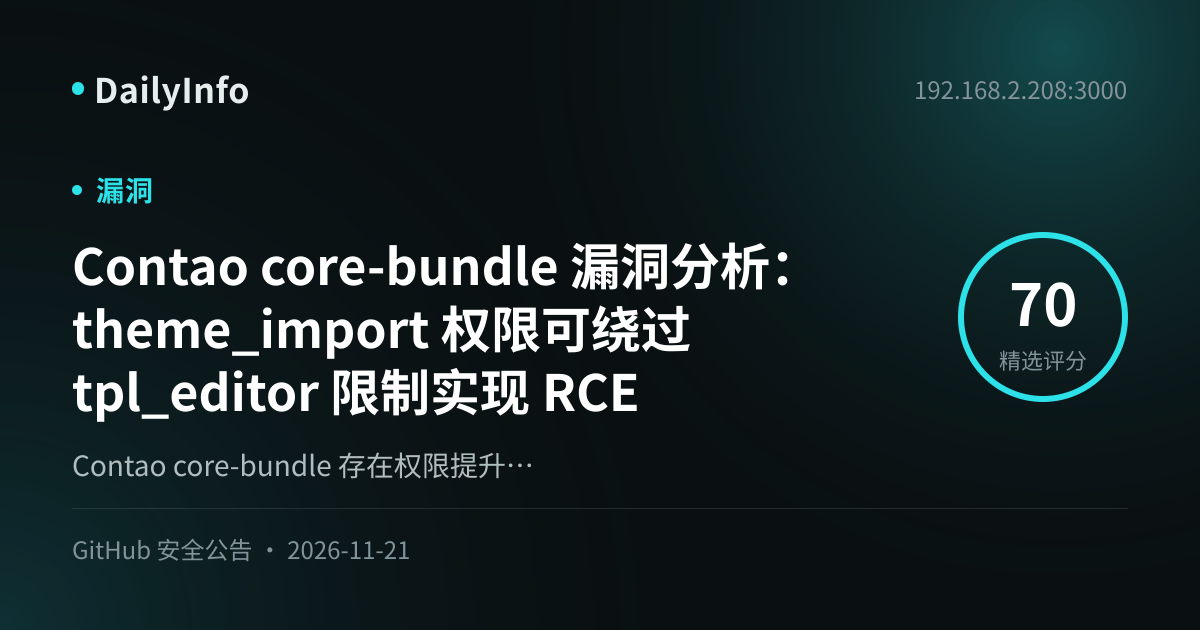 DailyInfo
192.168.2.208:3000
漏洞
Contao core-bundle 漏洞分析：
theme_import 权限可绕过
tpl_editor 限制实现 RCE
70
精选评分
Contao core-bundle 存在权限提升…
GitHub 安全公告 · 2026-11-21